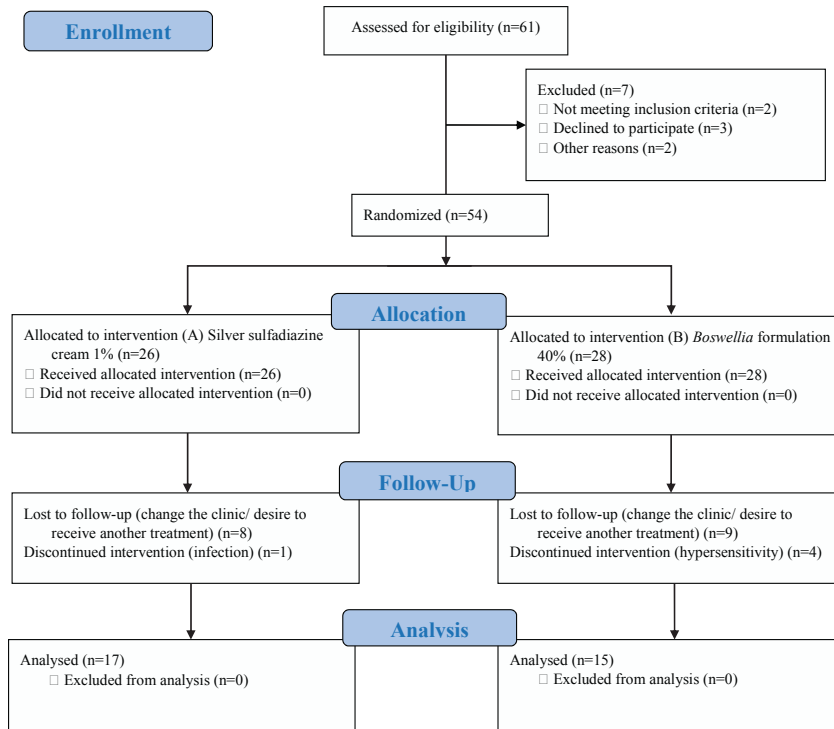 Enrollment
Assessed for eligibility (n=61)
Excluded (n=7)
□ Not meeting inclusion criteria (n=2)
□ Declined to participate (n=3)
□ Other reasons (n=2)
Randomized (n=54)
Allocation
Allocated to intervention (A) Silver sulfadiazine
cream 1% (n=26)
□ Received allocated intervention (n=26)
□ Did not receive allocated intervention (n=0)
Allocated to intervention (B) Boswellia formulation
40% (n=28)
□ Received allocated intervention (n=28)
□ Did not receive allocated intervention (n=0)
Follow-Up
Lost to follow-up (change the clinic/ desire to
receive another treatment) (n=8)
Discontinued intervention (infection) (n=1)
Lost to follow-up (change the clinic/ desire to
receive another treatment) (n=9)
Discontinued intervention (hypersensitivity) (n=4)
Analysis
Analysed (n=17)
□ Excluded from analysis (n=0)
Analysed (n=15)
□ Excluded from analysis (n=0)